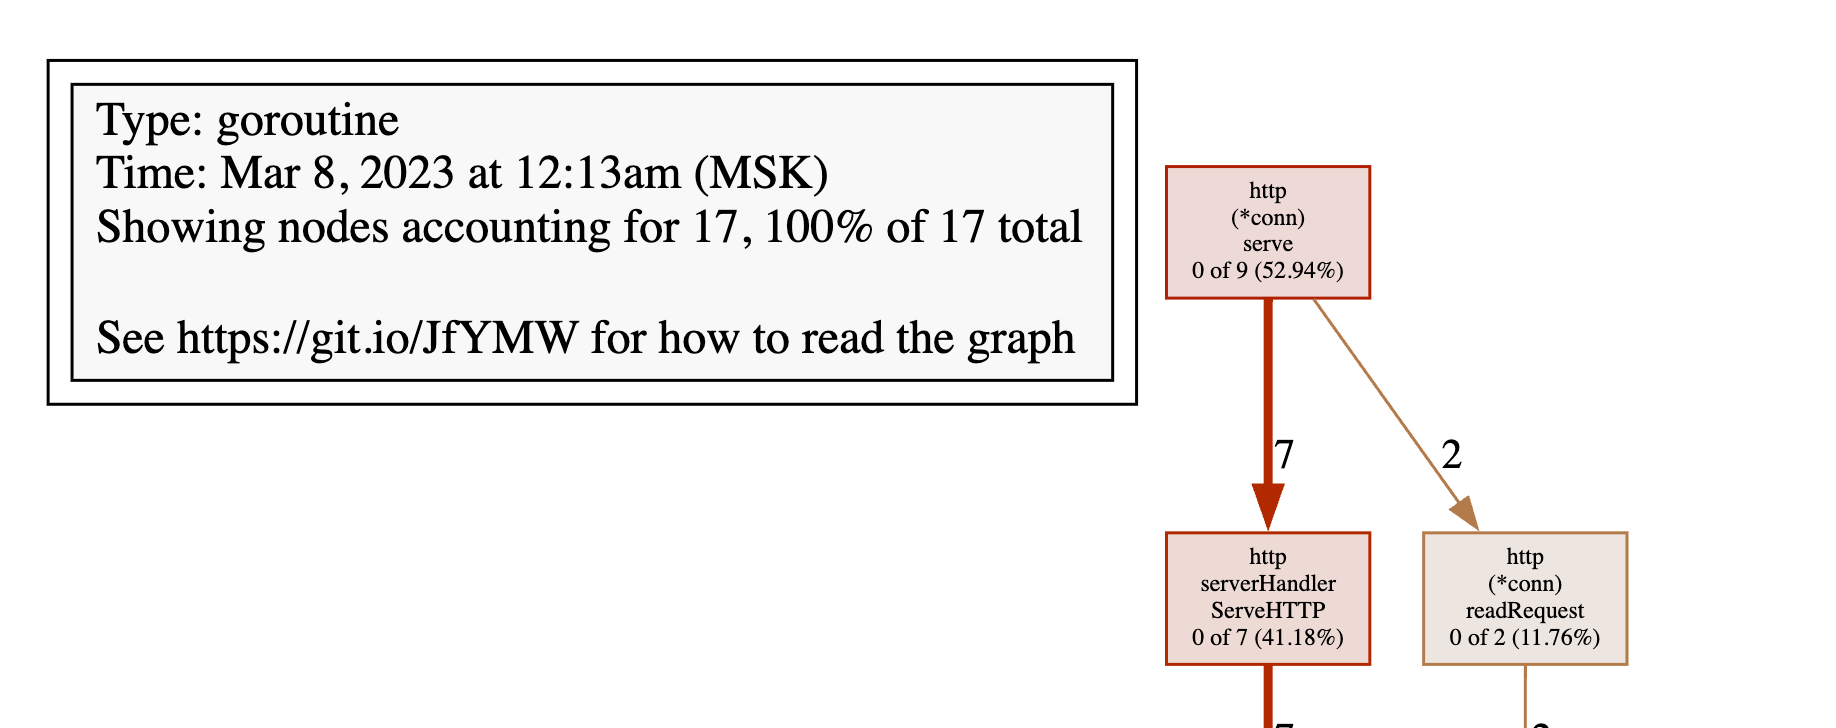 Type: goroutine
Time: Mar 8, 2023 at 12:13am (MSK)
Showing nodes accounting for 17, 100% of 17 total
See https://git.io/JfYMW for how to read the graph
http
(*conn)
serve
0 of 9 (52.94%)
7
2
http
serverHandler
ServeHTTP
0 of 7 (41.18%)
http
(*conn)
readRequest
0 of 2 (11.76%)